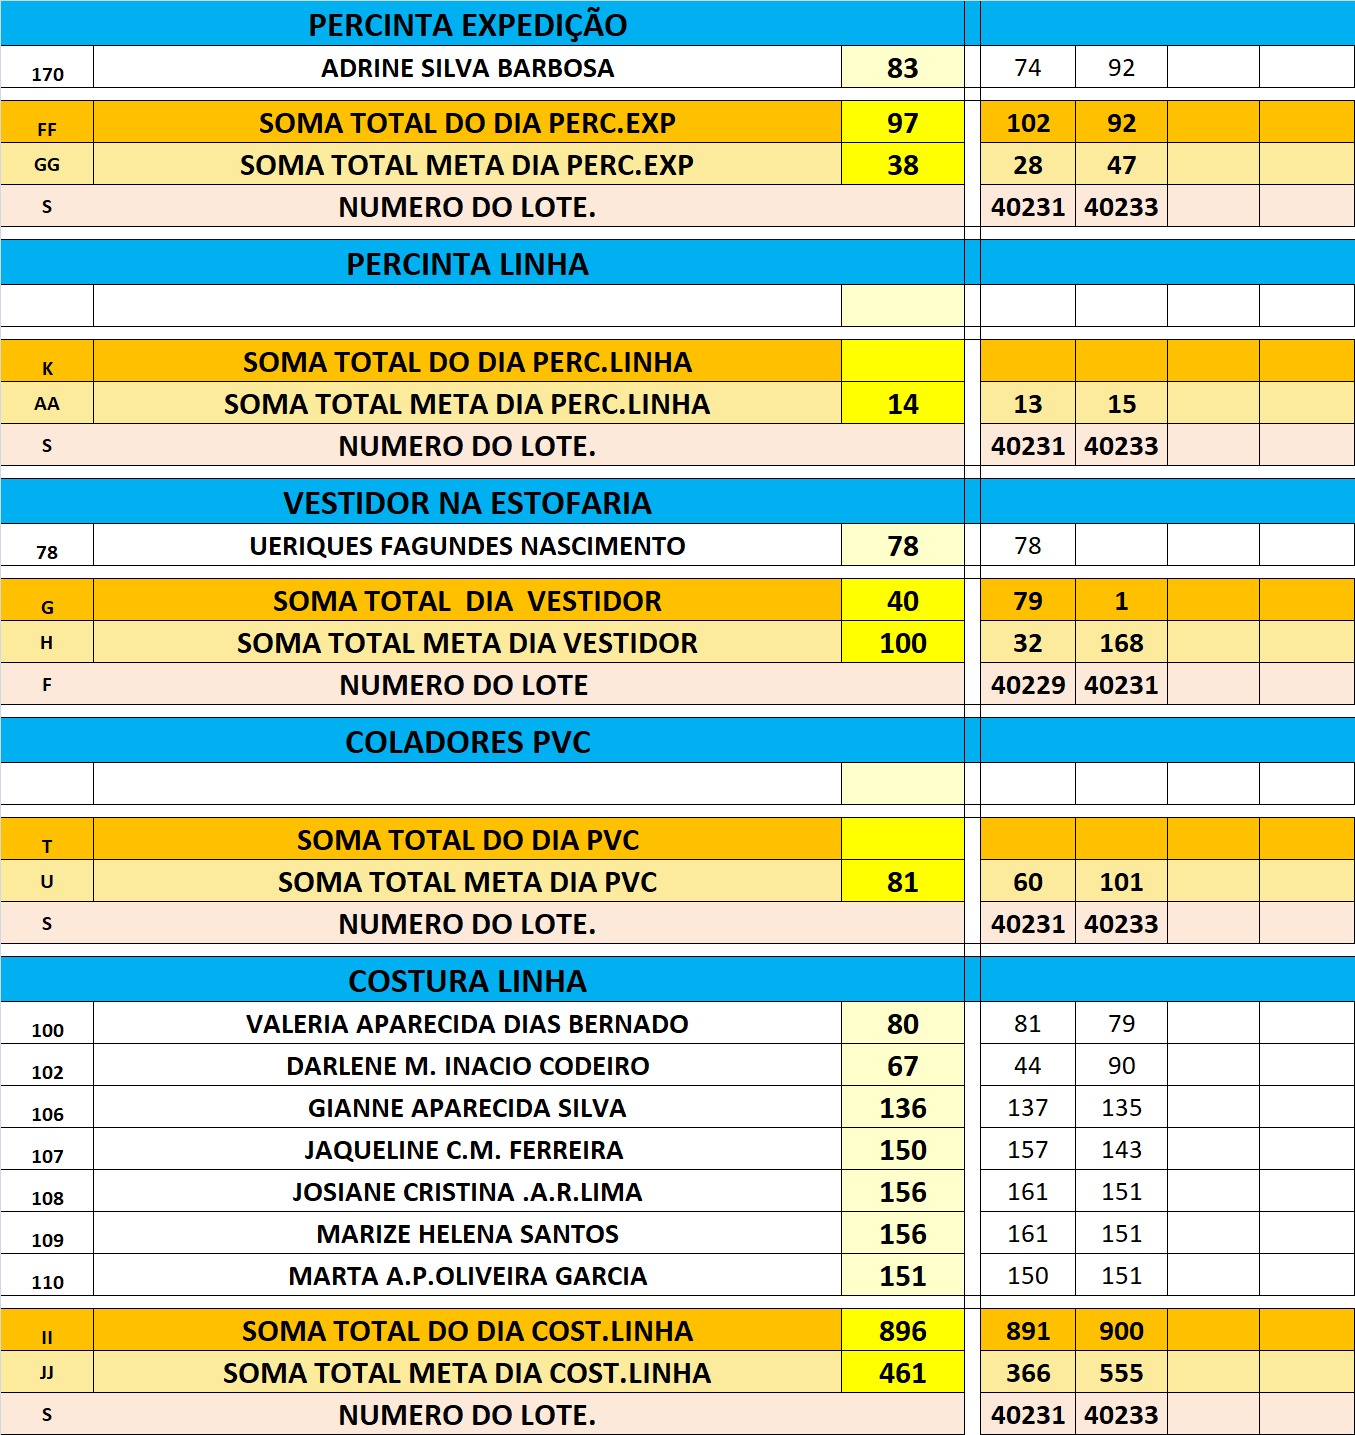 PERCINTA EXPEDIÇÃO
170 ADRINE SILVA BARBOSA 83 74 92
FF SOMA TOTAL DO DIA PERC.EXP 97 102 92
GG SOMA TOTAL META DIA PERC.EXP 38 28 47
S NUMERO DO LOTE. 40231 40233
PERCINTA LINHA
K SOMA TOTAL DO DIA PERC.LINHA
AA SOMA TOTAL META DIA PERC.LINHA 14 13 15
S NUMERO DO LOTE. 40231 40233
VESTIDOR NA ESTOFARIA
78 UERIQUES FAGUNDES NASCIMENTO 78 78
G SOMA TOTAL DIA VESTIDOR 40 79 1
H SOMA TOTAL META DIA VESTIDOR 100 32 168
F NUMERO DO LOTE 40229 40231
COLADORES PVC
T SOMA TOTAL DO DIA PVC
U SOMA TOTAL META DIA PVC 81 60 101
S NUMERO DO LOTE. 40231 40233
COSTURA LINHA
100 VALERIA APARECIDA DIAS BERNADO 80 81 79
102 DARLENE M. INACIO CODEIRO 67 44 90
106 GIANNE APARECIDA SILVA 136 137 135
107 JAQUELINE C.M. FERREIRA 150 157 143
108 JOSIANE CRISTINA .A.R.LIMA 156 161 151
109 MARIZE HELENA SANTOS 156 161 151
110 MARTA A.P.OLIVEIRA GARCIA 151 150 151
II SOMA TOTAL DO DIA COST.LINHA 896 891 900
JJ SOMA TOTAL META DIA COST.LINHA 461 366 555
S NUMERO DO LOTE. 40231 40233